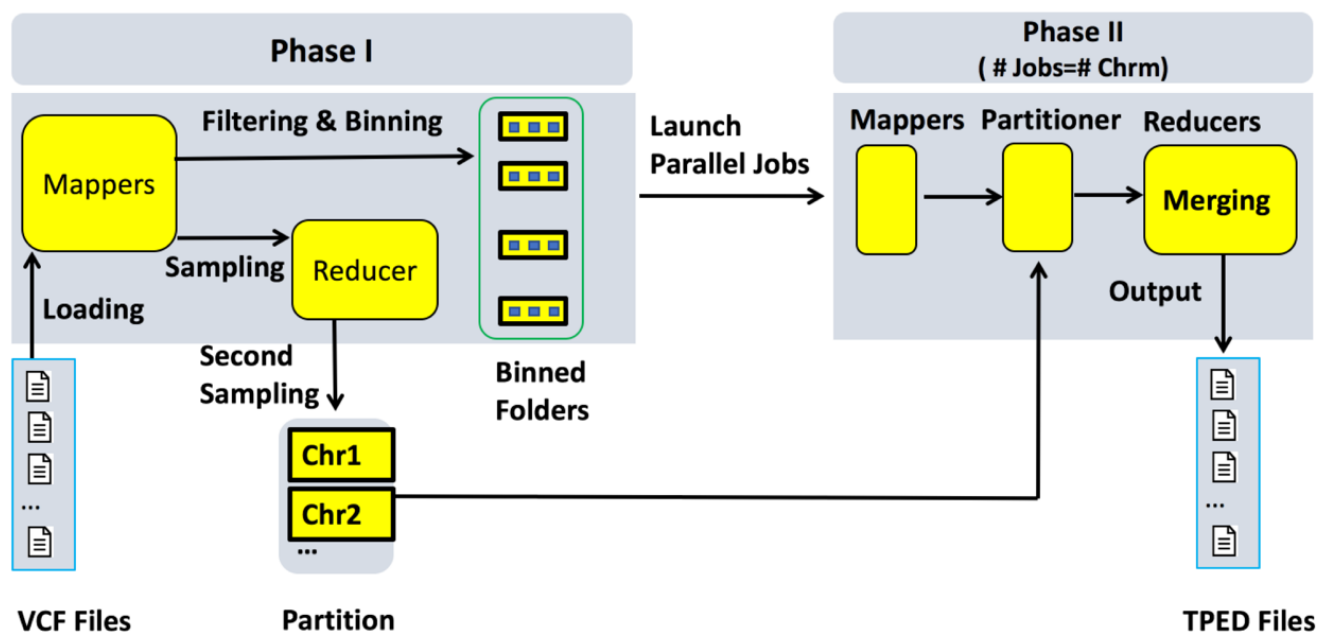 Phase I
Phase II
( # Jobs=# Chrm)
Filtering & Binning
Mappers
Sampling
Reducer
Loading
Second
Sampling
Binned
Folders
Launch
Parallel Jobs
Mappers
Partitioner
Reducers
Merging
Output
Chr1
Chr2
...
...
...
VCF Files
Partition
TPED Files